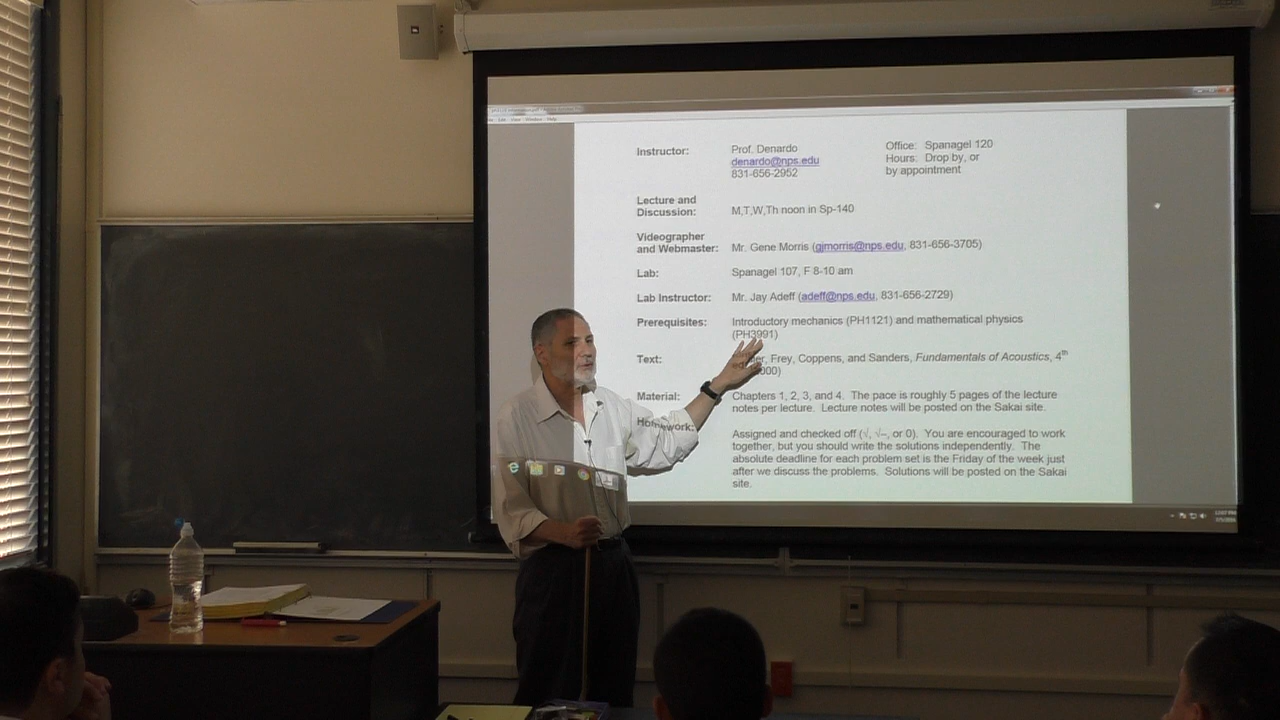 Instructor: Prof. Denardo Office: Spanagel 120
denardo@nps.edu Hours: Drop by, or
831-656-2952 by appointment
Lecture and
Discussion: M,T,W,Th noon in Sp-140
Videographer
and Webmaster: Mr. Gene Morris (gjmorris@nps.edu, 831-656-3705)
Lab: Spanagel 107, F 8-10 am
Lab Instructor: Mr. Jay Adeff (adeff@nps.edu, 831-656-2729)
Prerequisites: Introductory mechanics (PH1121) and mathematical physics
(PH3991)
Text: Frey, Coppens, and Sanders, Fundamentals of Acoustics, 4th
Material: Chapters 1, 2, 3, and 4. The pace is roughly 5 pages of the lecture
notes per lecture. Lecture notes will be posted on the Sakai site.
Homework: Assigned and checked off (√, √–, or 0). You are encouraged to work
together, but you should write the solutions independently. The
absolute deadline for each problem set is the Friday of the week just
after we discuss the problems. Solutions will be posted on the Sakai
site.